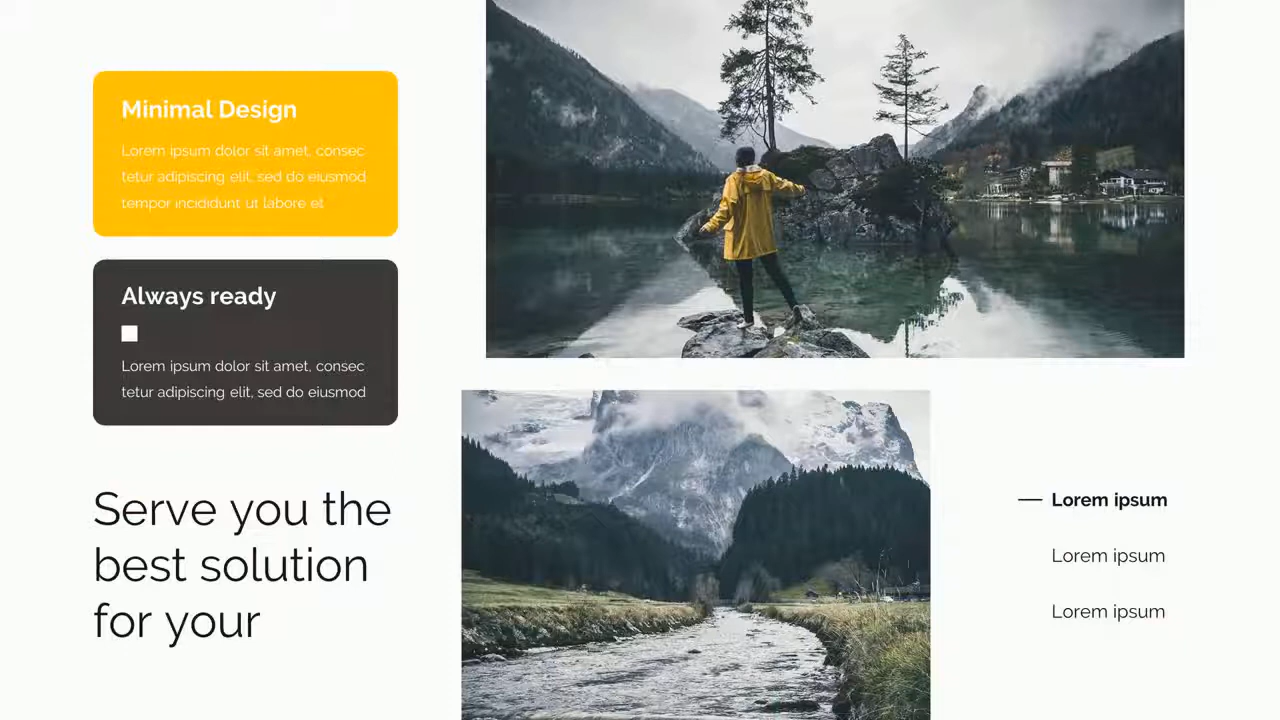 Minimal Design
Lorem ipsum dolor sit amet, consec
tetur adipiscing elit, sed do eiusmod
tempor incididunt ut labore et
Always ready
Lorem ipsum dolor sit amet, consec
tetur adipiscing elit, sed do eiusmod
Serve you the
best solution
for your
Lorem ipsum
Lorem ipsum
Lorem ipsum